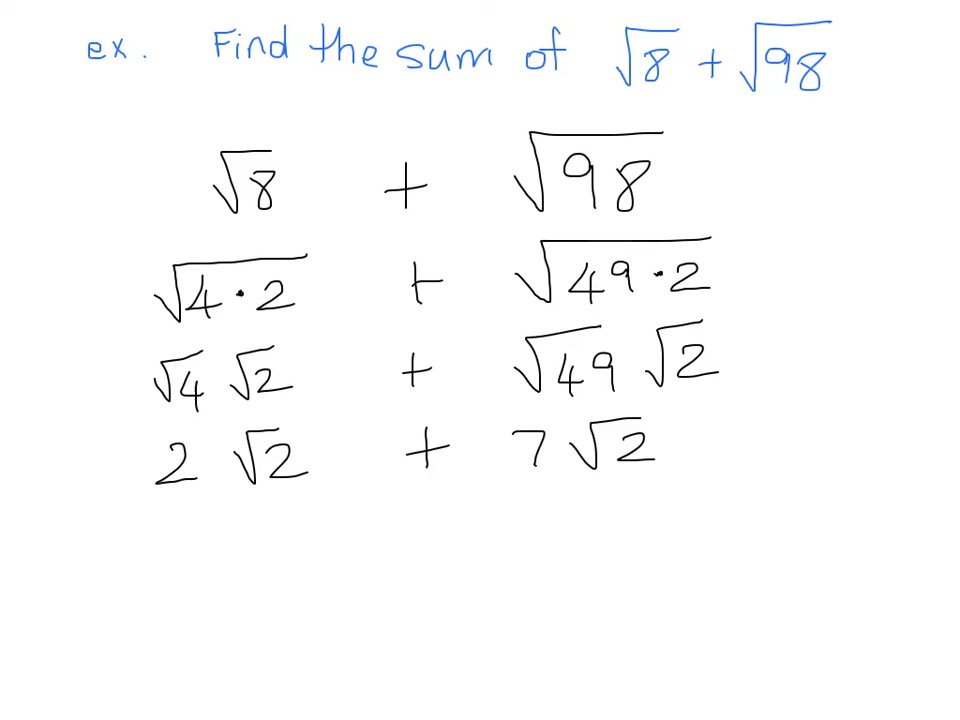 ex. Find the sum of √8 + √98
√8 + √98
√4·2 + √49·2
√4 √2 + √49 √2
2 √2 + 7 √2